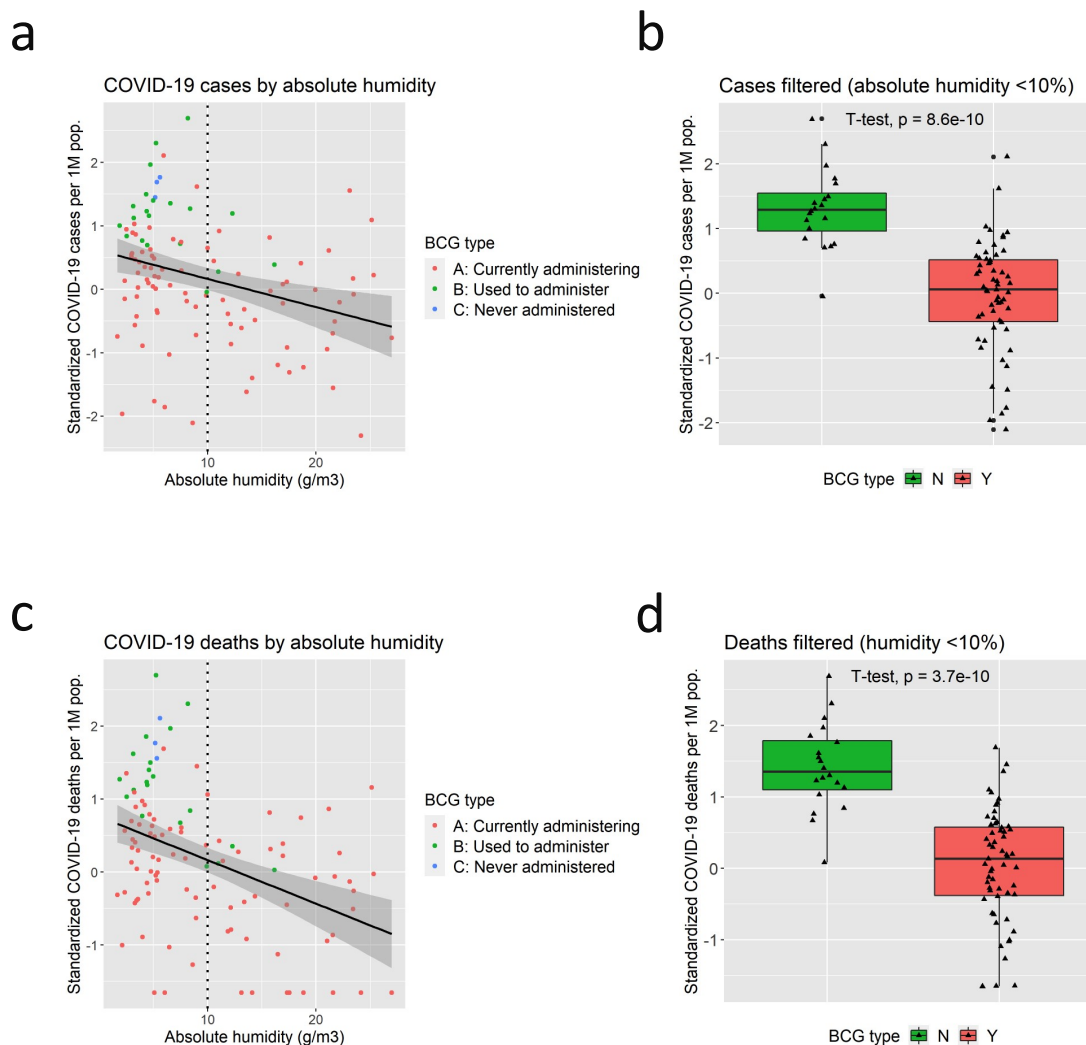 a
COVID-19 cases by absolute humidity
Standardized COVID-19 cases per 1M pop.
2
1
0
-1
-2
10
20
Absolute humidity (g/m3)
BCG type
A: Currently administering
B: Used to administer
C: Never administered
b
Cases filtered (absolute humidity <10%)
T-test, p = 8.6e-10
Standardized COVID-19 cases per 1M pop.
2
1
0
-1
-2
BCG type N Y
c
COVID-19 deaths by absolute humidity
Standardized COVID-19 deaths per 1M pop.
2
1
0
-1
10
20
Absolute humidity (g/m3)
BCG type
A: Currently administering
B: Used to administer
C: Never administered
d
Deaths filtered (humidity <10%)
T-test, p = 3.7e-10
Standardized COVID-19 deaths per 1M pop.
2
1
0
-1
BCG type N Y